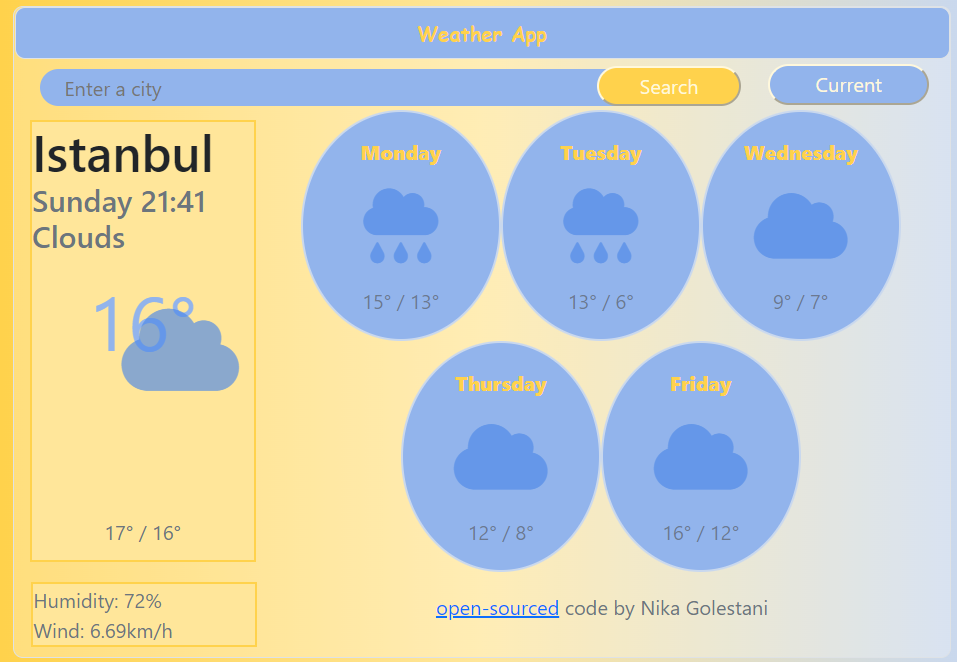 Weather App
Enter a city
Search
Current
Istanbul
Sunday 21:41
Clouds
16°
17° / 16°
Humidity: 72%
Wind: 6.69km/h
Monday
15° / 13°
Tuesday
13° / 6°
Wednesday
9° / 7°
Thursday
12° / 8°
Friday
16° / 12°
open-sourced code by Nika Golestani